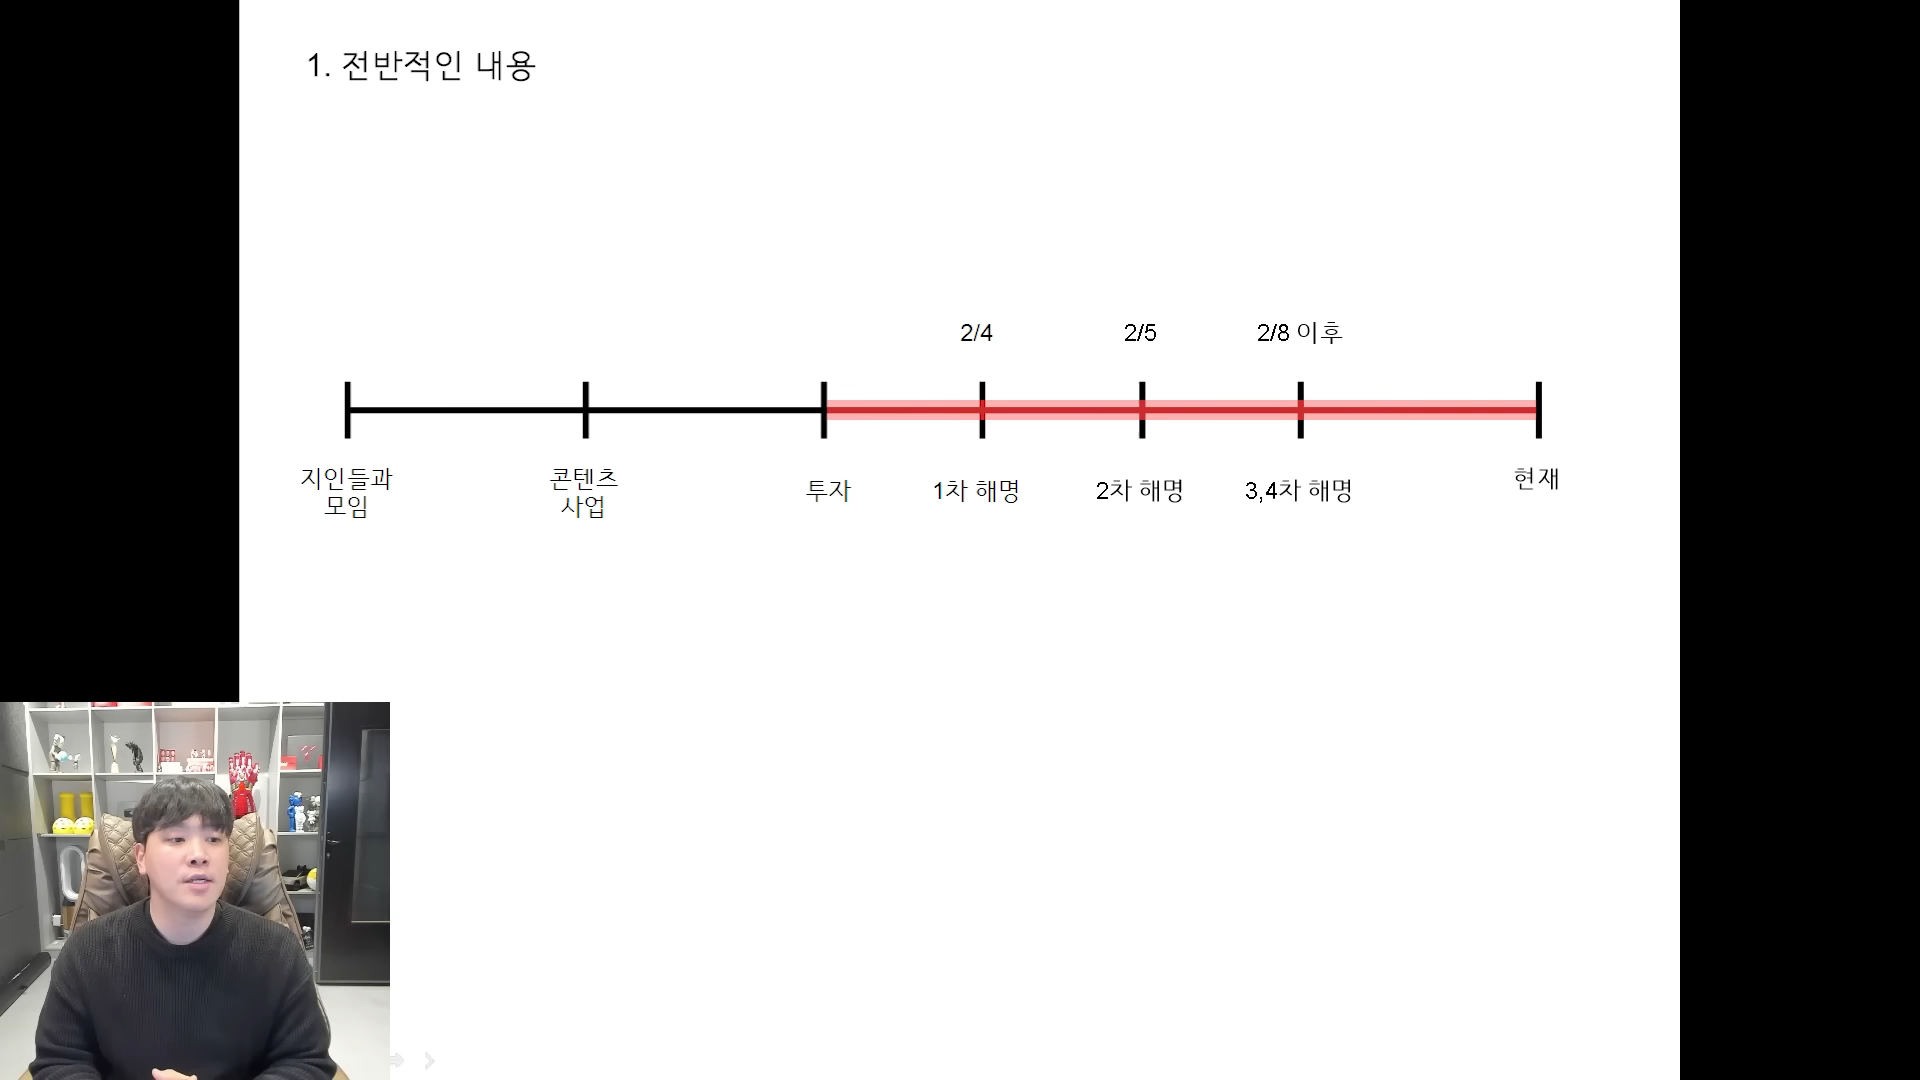 1. 전반적인 내용
2/4
2/5
2/8 이후
지인들과
모임
콘텐츠
사업
투자
1차 해명
2차 해명
3,4차 해명
현재